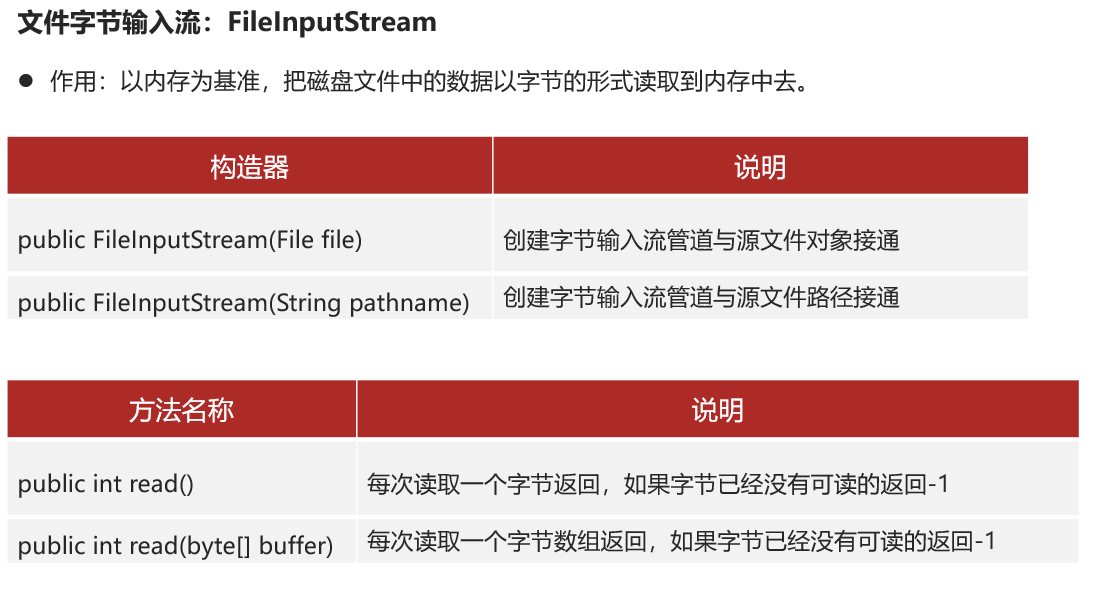 文件字节输入流：FileInputStream
● 作用：以内存为基准，把磁盘文件中的数据以字节的形式读取到内存中去。
构造器 说明
public FileInputStream(File file) 创建字节输入流管道与源文件对象接通
public FileInputStream(String pathname) 创建字节输入流管道与源文件路径接通
方法名称 说明
public int read() 每次读取一个字节返回，如果字节已经没有可读的返回-1
public int read(byte[] buffer) 每次读取一个字节数组返回，如果字节已经没有可读的返回-1